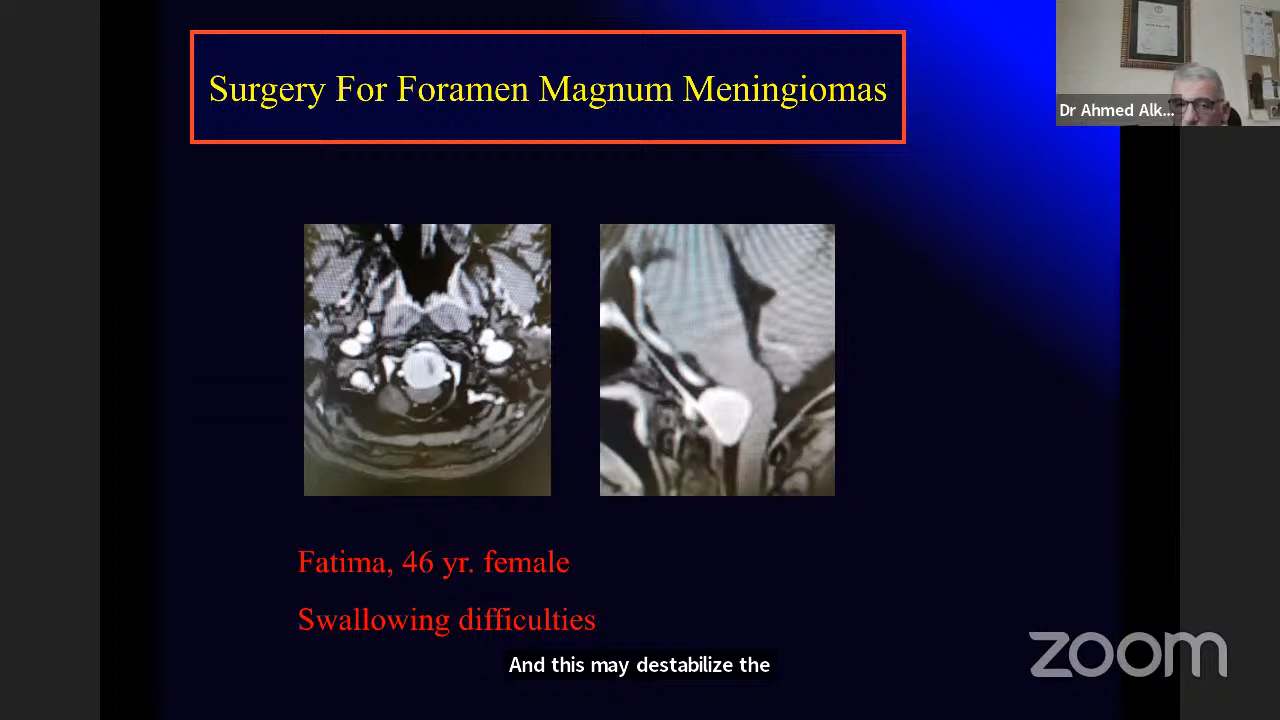 Surgery For Foramen Magnum Meningiomas
Dr Ahmed Alk...
Fatima, 46 yr. female
Swallowing difficulties
And this may destabilize the
zoom